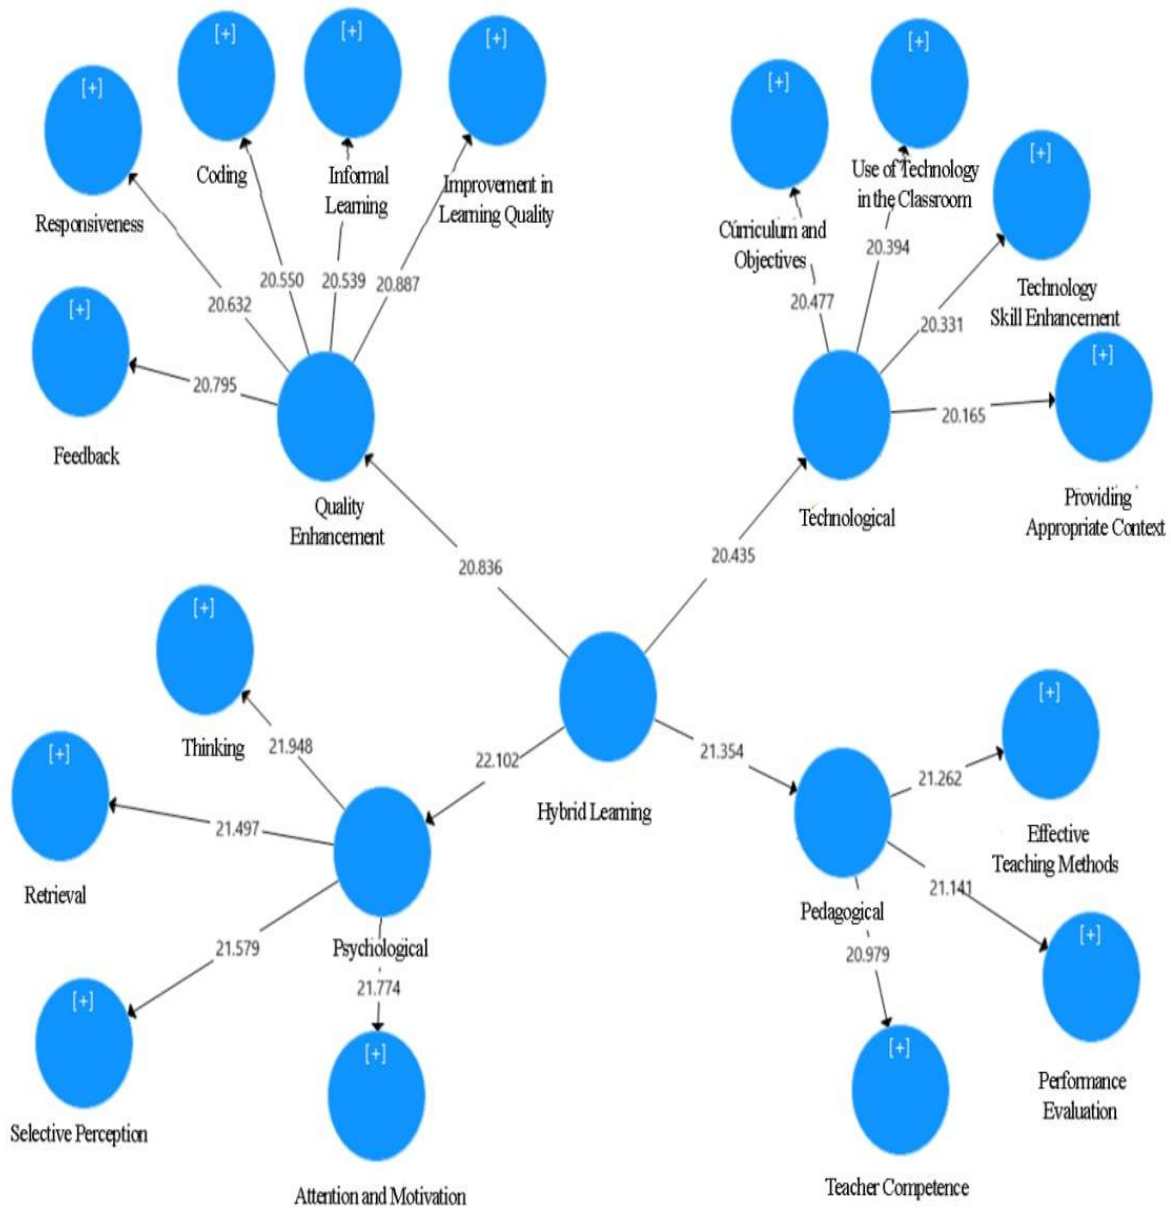 [+]
[+]
[+]
[+]
[+]
[+]
[+]
Coding
Informal
Learning
Improvement in
Learning Quality
Responsiveness
Use of Technology
in the Classroom
Curriculum and
Objectives
20.632
20.550
20.539
20.887
20.477
20.394
20.331
Technology
Skill Enhancement
[+]
[+]
20.795
20.165
Feedback
Quality
Enhancement
Technological
Providing
Appropriate Context
20.836
20.435
[+]
Thinking
21.948
22.102
21.354
[+]
Hybrid Learning
[+]
21.262
Effective
Teaching Methods
21.497
Retrieval
21.141
Pedagogical
21.579
Psychological
20.979
[+]
21.774
[+]
Performance
Evaluation
Selective Perception
[+]
Attention and Motivation
[+]
Teacher Competence